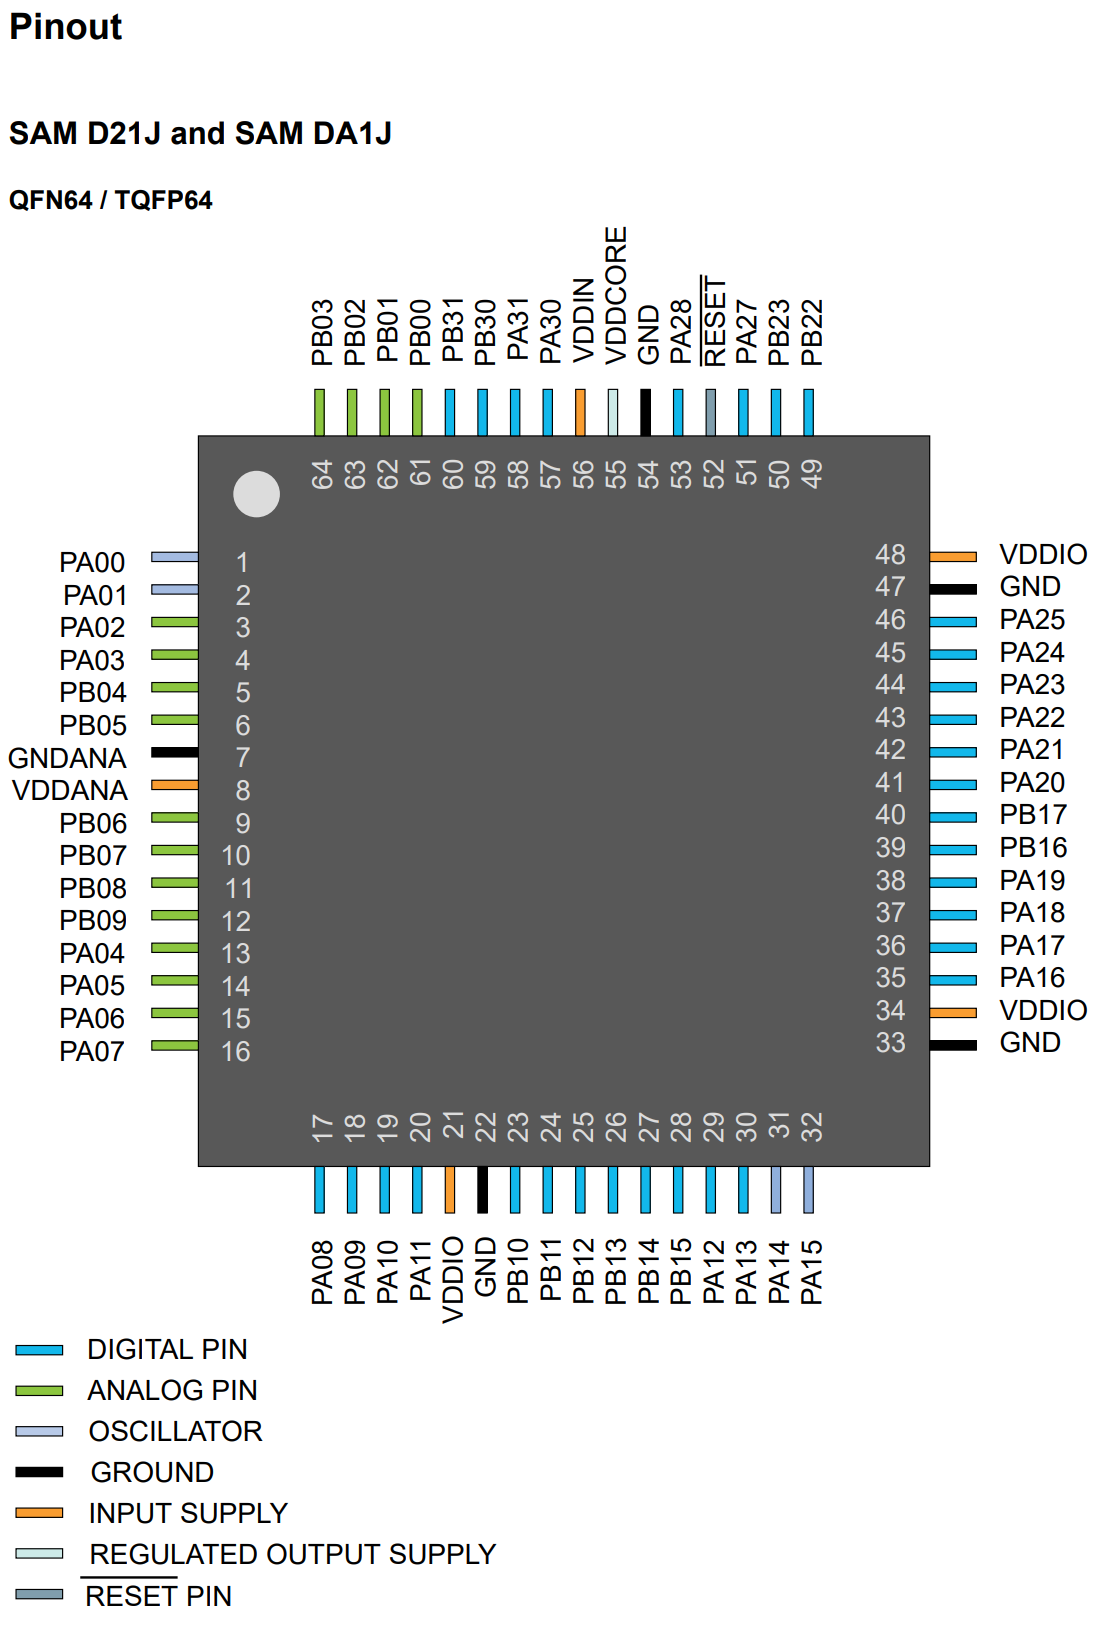 Pinout
SAM D21J and SAM DA1J
QFN64 / TQFP64
PB03 PB02 PB01 PB00 PB31 PB30 PA31 PA30 VDDIN VDDCORE GND PA28 RESET PA27 PB23 PB22
64 63 62 61 60 59 58 57 56 55 54 53 52 51 50 49
PA00 1 48 VDDIO
PA01 2 47 GND
PA02 3 46 PA25
PA03 4 45 PA24
PB04 5 44 PA23
PB05 6 43 PA22
GNDANA 7 42 PA21
VDDANA 8 41 PA20
PB06 9 40 PB17
PB07 10 39 PB16
PB08 11 38 PA19
PB09 12 37 PA18
PA04 13 36 PA17
PA05 14 35 PA16
PA06 15 34 VDDIO
PA07 16 33 GND
17 18 19 20 21 22 23 24 25 26 27 28 29 30 31 32
PA08 PA09 PA10 PA11 VDDIO GND PB10 PB11 PB12 PB13 PB14 PB15 PA12 PA13 PA14 PA15
DIGITAL PIN
ANALOG PIN
OSCILLATOR
GROUND
INPUT SUPPLY
REGULATED OUTPUT SUPPLY
RESET PIN